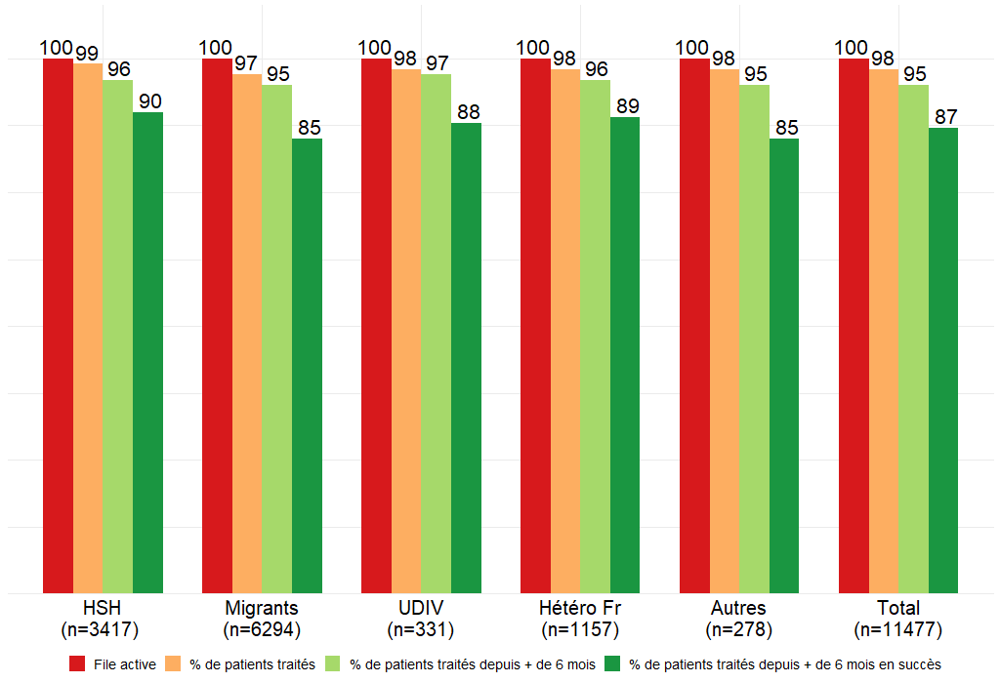 100 99 96 90 100 97 95 85 100 98 97 88 100 98 96 89 100 98 95 85 100 98 95 87
HSH Migrants UDIV Hétéro Fr Autres Total
(n=3417) (n=6294) (n=331) (n=1157) (n=278) (n=11477)
File active % de patients traités % de patients traités depuis + de 6 mois % de patients traités depuis + de 6 mois en succès